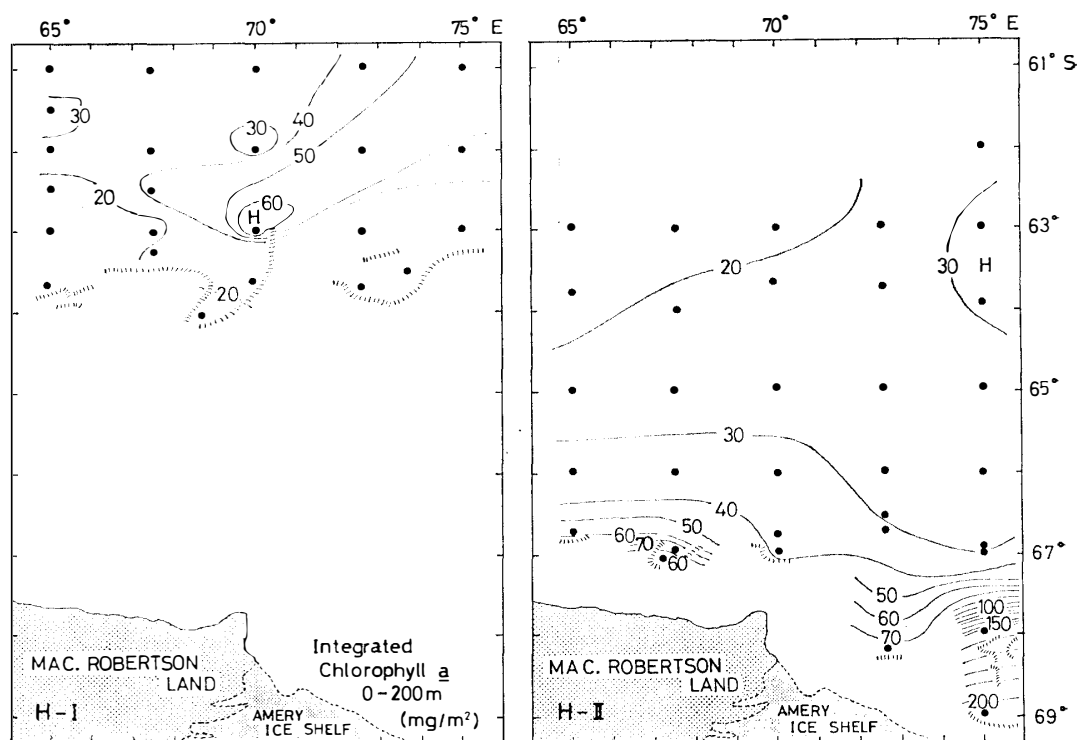 65° 70° 75° E
30
30
40
50
20
60
H
20
MAC. ROBERTSON
LAND
AMERY
ICE SHELF
H-I
Integrated
Chlorophyll a
0-200m
(mg/m²)
65° 70° 75° E
61° S
63°
65°
67°
69°
20
30
H
30
40
50
60
70
60
50
60
70
100
150
200
MAC. ROBERTSON
LAND
AMERY
ICE SHELF
H-II